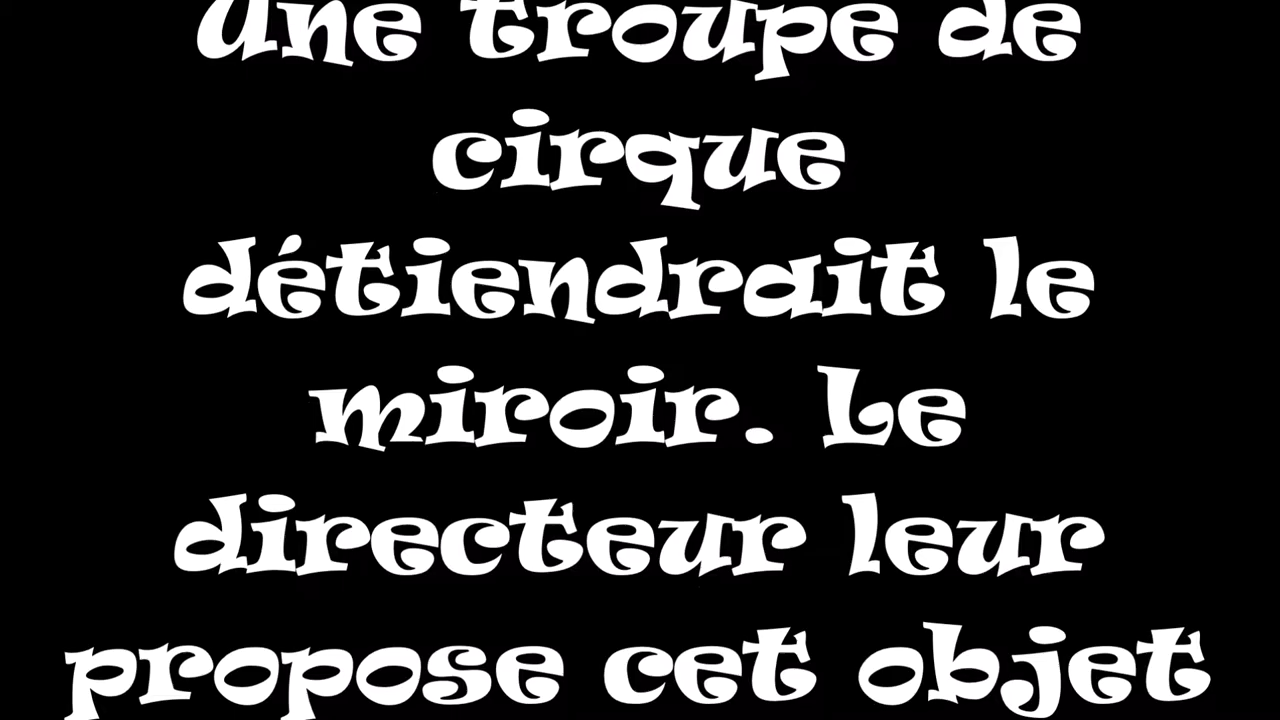 Une troupe de
cirque
détiendrait le
miroir. Le
directeur leur
propose cet objet